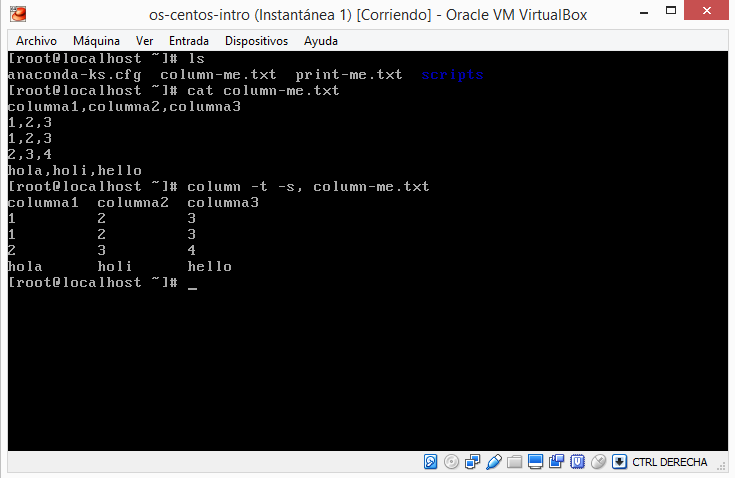 os-centos-intro (Instantánea 1) [Corriendo] - Oracle VM VirtualBox
Archivo Máquina Ver Entrada Dispositivos Ayuda
[root@localhost ~]# ls
anaconda-ks.cfg column-me.txt print-me.txt scripts
[root@localhost ~]# cat column-me.txt
columna1,columna2,columna3
1,2,3
1,2,3
2,3,4
hola,holi,hello
[root@localhost ~]# column -t -s, column-me.txt
columna1 columna2 columna3
1 2 3
1 2 3
2 3 4
hola holi hello
[root@localhost ~]# _
CTRL DERECHA